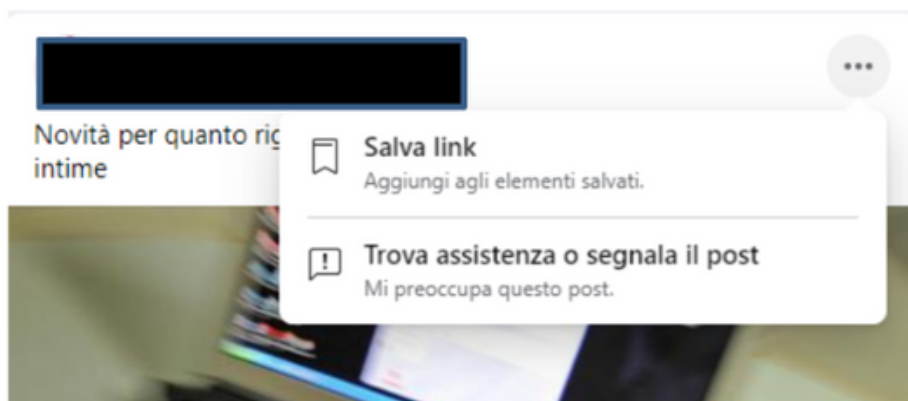 Novità per quanto
intime
Salva link
Aggiungi agli elementi salvati.
Trova assistenza o segnala il post
Mi preoccupa questo post.